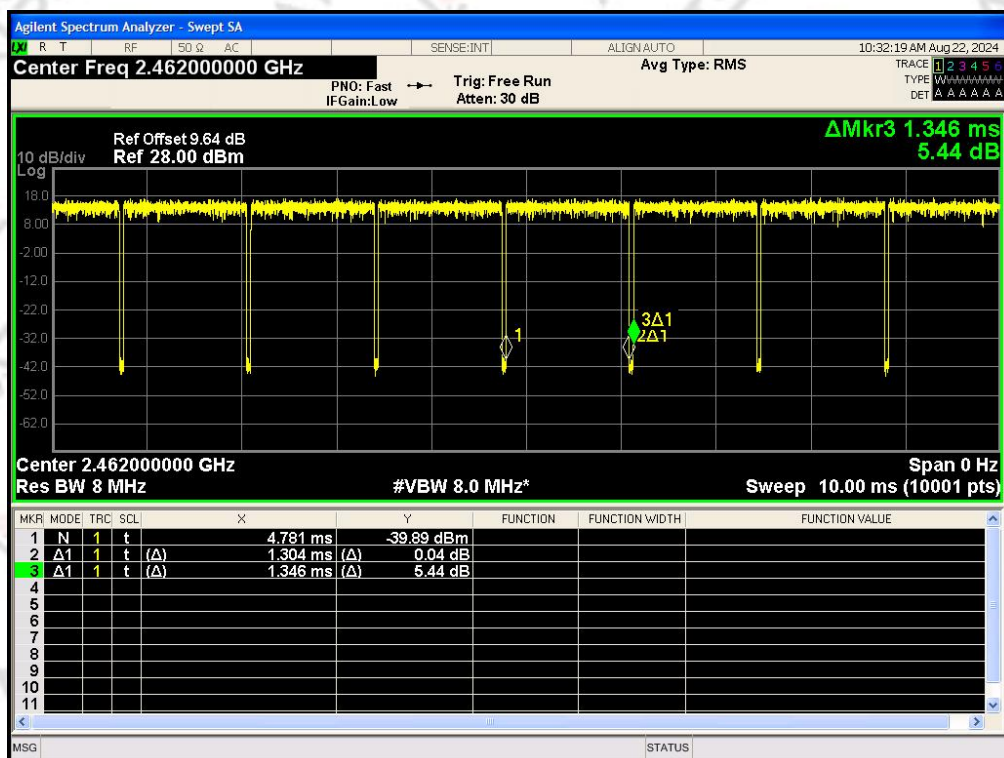 Agilent Spectrum Analyzer - Swept SA
LXI R T RF 50 Ω AC SENSE:INT ALIGN AUTO 10:32:19 AM Aug 22, 2024
Center Freq 2.462000000 GHz
PNO: Fast
IFGain:Low
Trig: Free Run
Atten: 30 dB
Avg Type: RMS
TRACE 1 2 3 4 5 6
TYPE
DET A A A A A A
ΔMkr3 1.346 ms
5.44 dB
Ref Offset 9.64 dB
10 dB/div Ref 28.00 dBm
Log
18.0
8.00
-2.00
-12.0
-22.0
-32.0
-42.0
-52.0
-62.0
1
3Δ1
2Δ1
Center 2.462000000 GHz Span 0 Hz
Res BW 8 MHz #VBW 8.0 MHz* Sweep 10.00 ms (10001 pts)
MKR MODE TRC SCL X Y FUNCTION FUNCTION WIDTH FUNCTION VALUE
1 N 1 t 4.781 ms -39.89 dBm
2 Δ1 1 t (Δ) 1.304 ms (Δ) 0.04 dB
3 Δ1 1 t (Δ) 1.346 ms (Δ) 5.44 dB
4
5
6
7
8
9
10
11
MSG STATUS